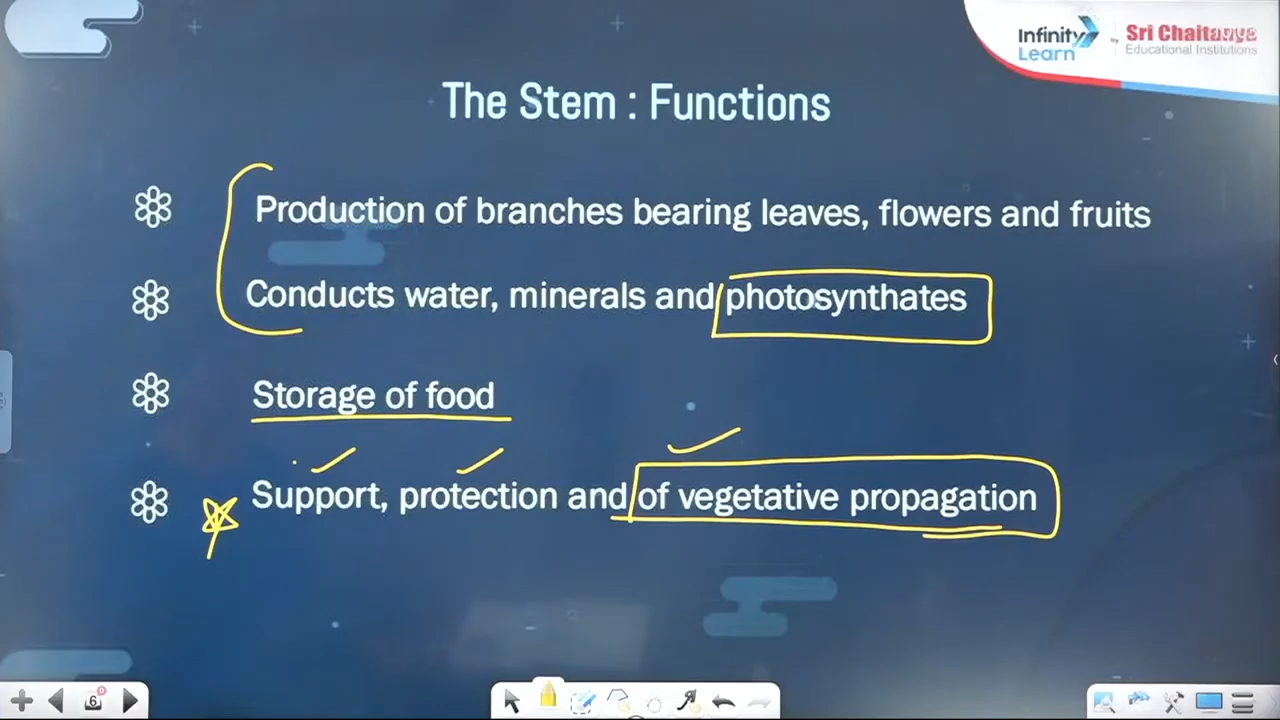 Infinity Learn by Sri Chaitanya
Educational Institutions
The Stem : Functions
Production of branches bearing leaves, flowers and fruits
Conducts water, minerals and photosynthates
Storage of food
Support, protection and of vegetative propagation
6